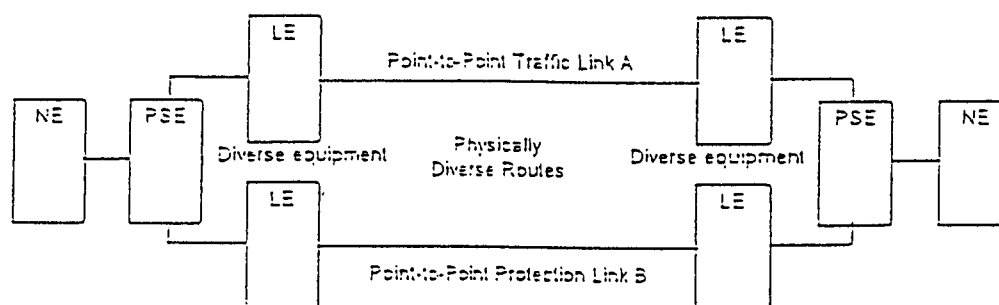 LE
LE
Point-to-Point Traffic Link A
NE
PSE
PSE
NE
Diverse equipment
Physically
Diverse Routes
Diverse equipment
LE
LE
Point-to-Point Protection Link B